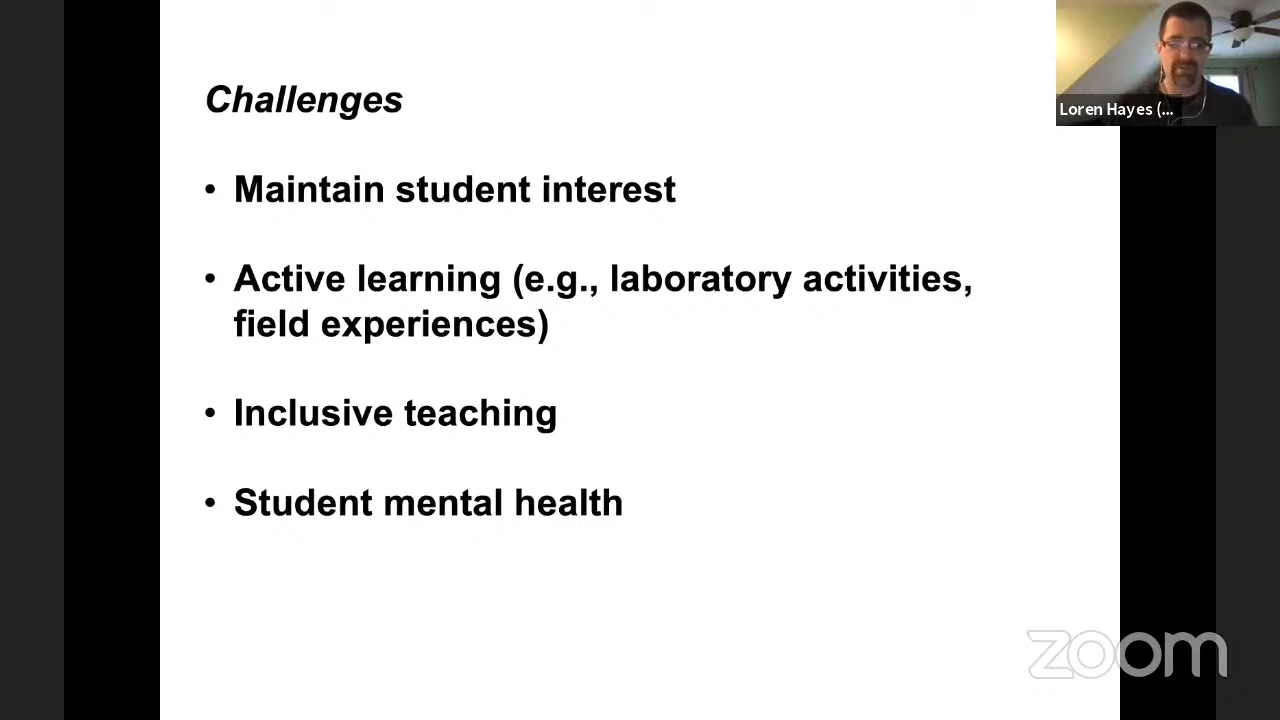 Challenges
Loren Hayes (...
• Maintain student interest
• Active learning (e.g., laboratory activities,
field experiences)
• Inclusive teaching
• Student mental health
zoom